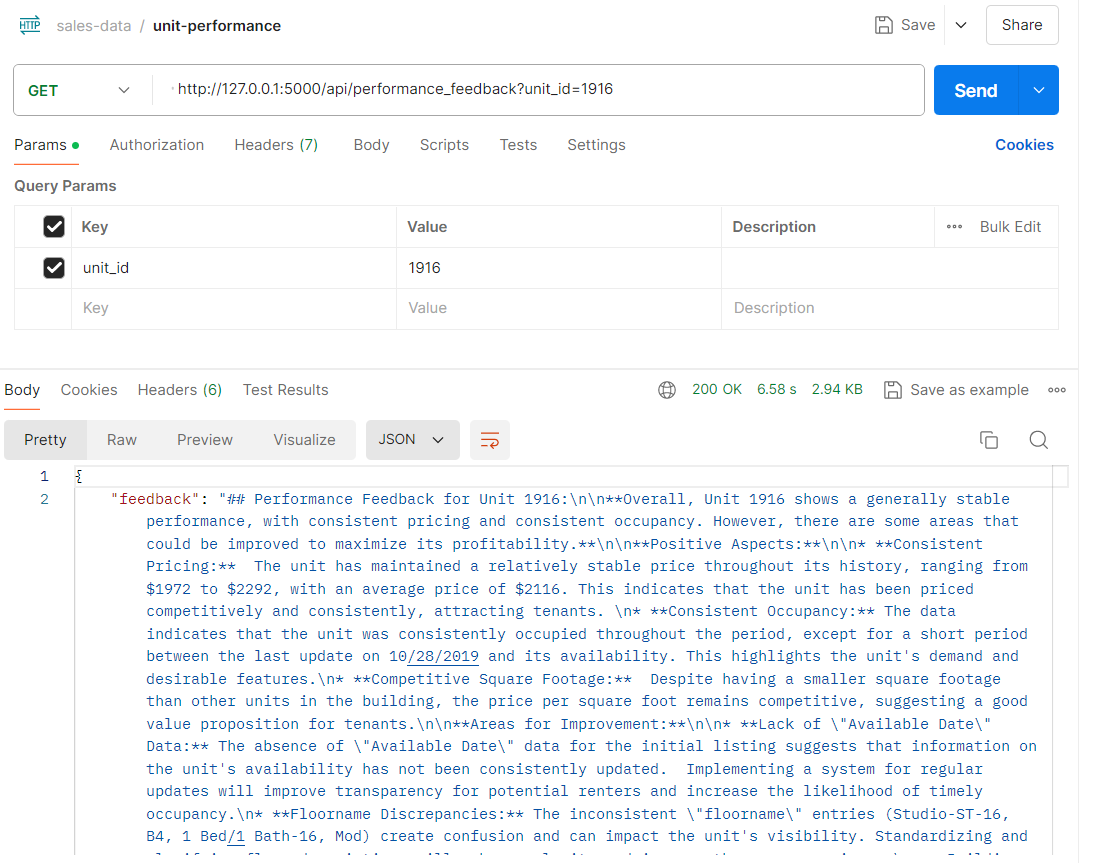 HTTP sales-data / unit-performance Save Share
GET http://127.0.0.1:5000/api/performance_feedback?unit_id=1916 Send
Params Authorization Headers (7) Body Scripts Tests Settings Cookies
Query Params
Key Value Description Bulk Edit
unit_id 1916
Key Value Description
Body Cookies Headers (6) Test Results 200 OK 6.58 s 2.94 KB Save as example
Pretty Raw Preview Visualize JSON
1 {
2 "feedback": "## Performance Feedback for Unit 1916:\n\n**Overall, Unit 1916 shows a generally stable
performance, with consistent pricing and consistent occupancy. However, there are some areas that
could be improved to maximize its profitability.**\n\n**Positive Aspects:**\n\n* **Consistent
Pricing:**  The unit has maintained a relatively stable price throughout its history, ranging from
$1972 to $2292, with an average price of $2116. This indicates that the unit has been priced
competitively and consistently, attracting tenants. \n* **Consistent Occupancy:** The data
indicates that the unit was consistently occupied throughout the period, except for a short period
between the last update on 10/28/2019 and its availability. This highlights the unit's demand and
desirable features.\n* **Competitive Square Footage:**  Despite having a smaller square footage
than other units in the building, the price per square foot remains competitive, suggesting a good
value proposition for tenants.\n\n**Areas for Improvement:**\n\n* **Lack of \"Available Date\"
Data:** The absence of \"Available Date\" data for the initial listing suggests that information on
the unit's availability has not been consistently updated.  Implementing a system for regular
updates will improve transparency for potential renters and increase the likelihood of timely
occupancy.\n* **Floorname Discrepancies:** The inconsistent \"floorname\" entries (Studio-ST-16,
B4, 1 Bed/1 Bath-16, Mod) create confusion and can impact the unit's visibility. Standardizing and